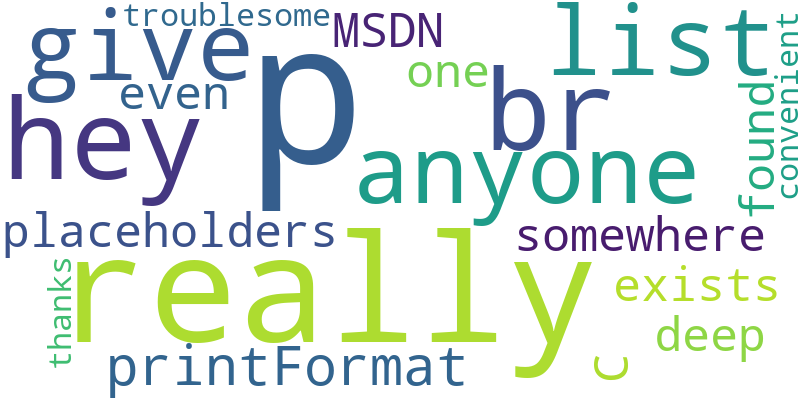 troublesome
give
MSDN
list
p
one
even
br
hey
anyone
found
convenient
placeholders
somewhere
really
exists
thanks
deep
printFormat
c